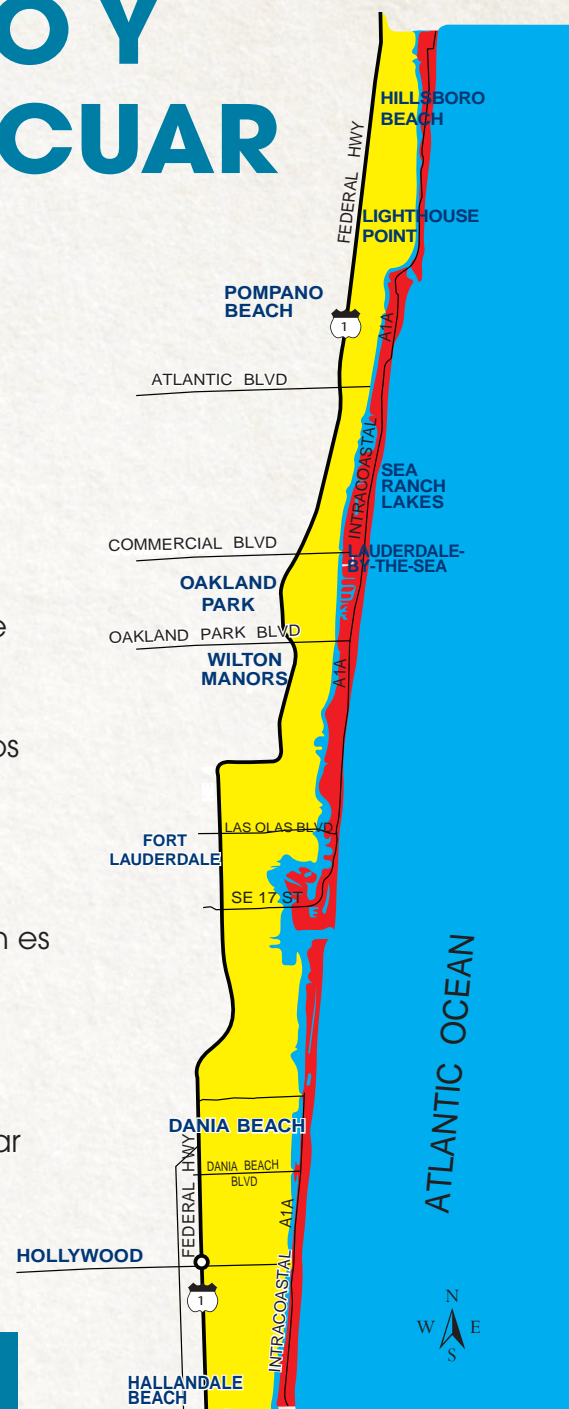 O Y
CUAR
HILLSBORO
BEACH
FEDERAL HWY
LIGHTHOUSE
POINT
POMPANO
BEACH
1
A1A
ATLANTIC BLVD
INTRACOASTAL
SEA
RANCH
LAKES
COMMERCIAL BLVD
LAUDERDALE-
BY-THE-SEA
OAKLAND
PARK
e
OAKLAND PARK BLVD
WILTON
MANORS
A1A
os
LAS OLAS BLVD
FORT
LAUDERDALE
SE 17 ST
n es
ATLANTIC OCEAN
DANIA BEACH
ar
FEDERAL HWY
DANIA BEACH
BLVD
A1A
HOLLYWOOD
INTRACOASTAL
1
N
W E
S
HALLANDALE
BEACH